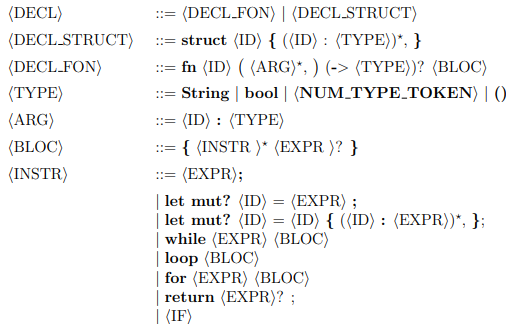 ⟨DECL⟩ ::= ⟨DECL_FON⟩ | ⟨DECL_STRUCT⟩
⟨DECL_STRUCT⟩ ::= struct ⟨ID⟩ { (⟨ID⟩ : ⟨TYPE⟩)*, }
⟨DECL_FON⟩ ::= fn ⟨ID⟩ ( ⟨ARG⟩*, ) (-> ⟨TYPE⟩)? ⟨BLOC⟩
⟨TYPE⟩ ::= String | bool | ⟨NUM_TYPE_TOKEN⟩ | ()
⟨ARG⟩ ::= ⟨ID⟩ : ⟨TYPE⟩
⟨BLOC⟩ ::= { ⟨INSTR ⟩* ⟨EXPR ⟩? }
⟨INSTR⟩ ::= ⟨EXPR⟩;
| let mut? ⟨ID⟩ = ⟨EXPR⟩ ;
| let mut? ⟨ID⟩ = ⟨ID⟩ { (⟨ID⟩ : ⟨EXPR⟩)*, };
| while ⟨EXPR⟩ ⟨BLOC⟩
| loop ⟨BLOC⟩
| for ⟨EXPR⟩ ⟨BLOC⟩
| return ⟨EXPR⟩? ;
| ⟨IF⟩